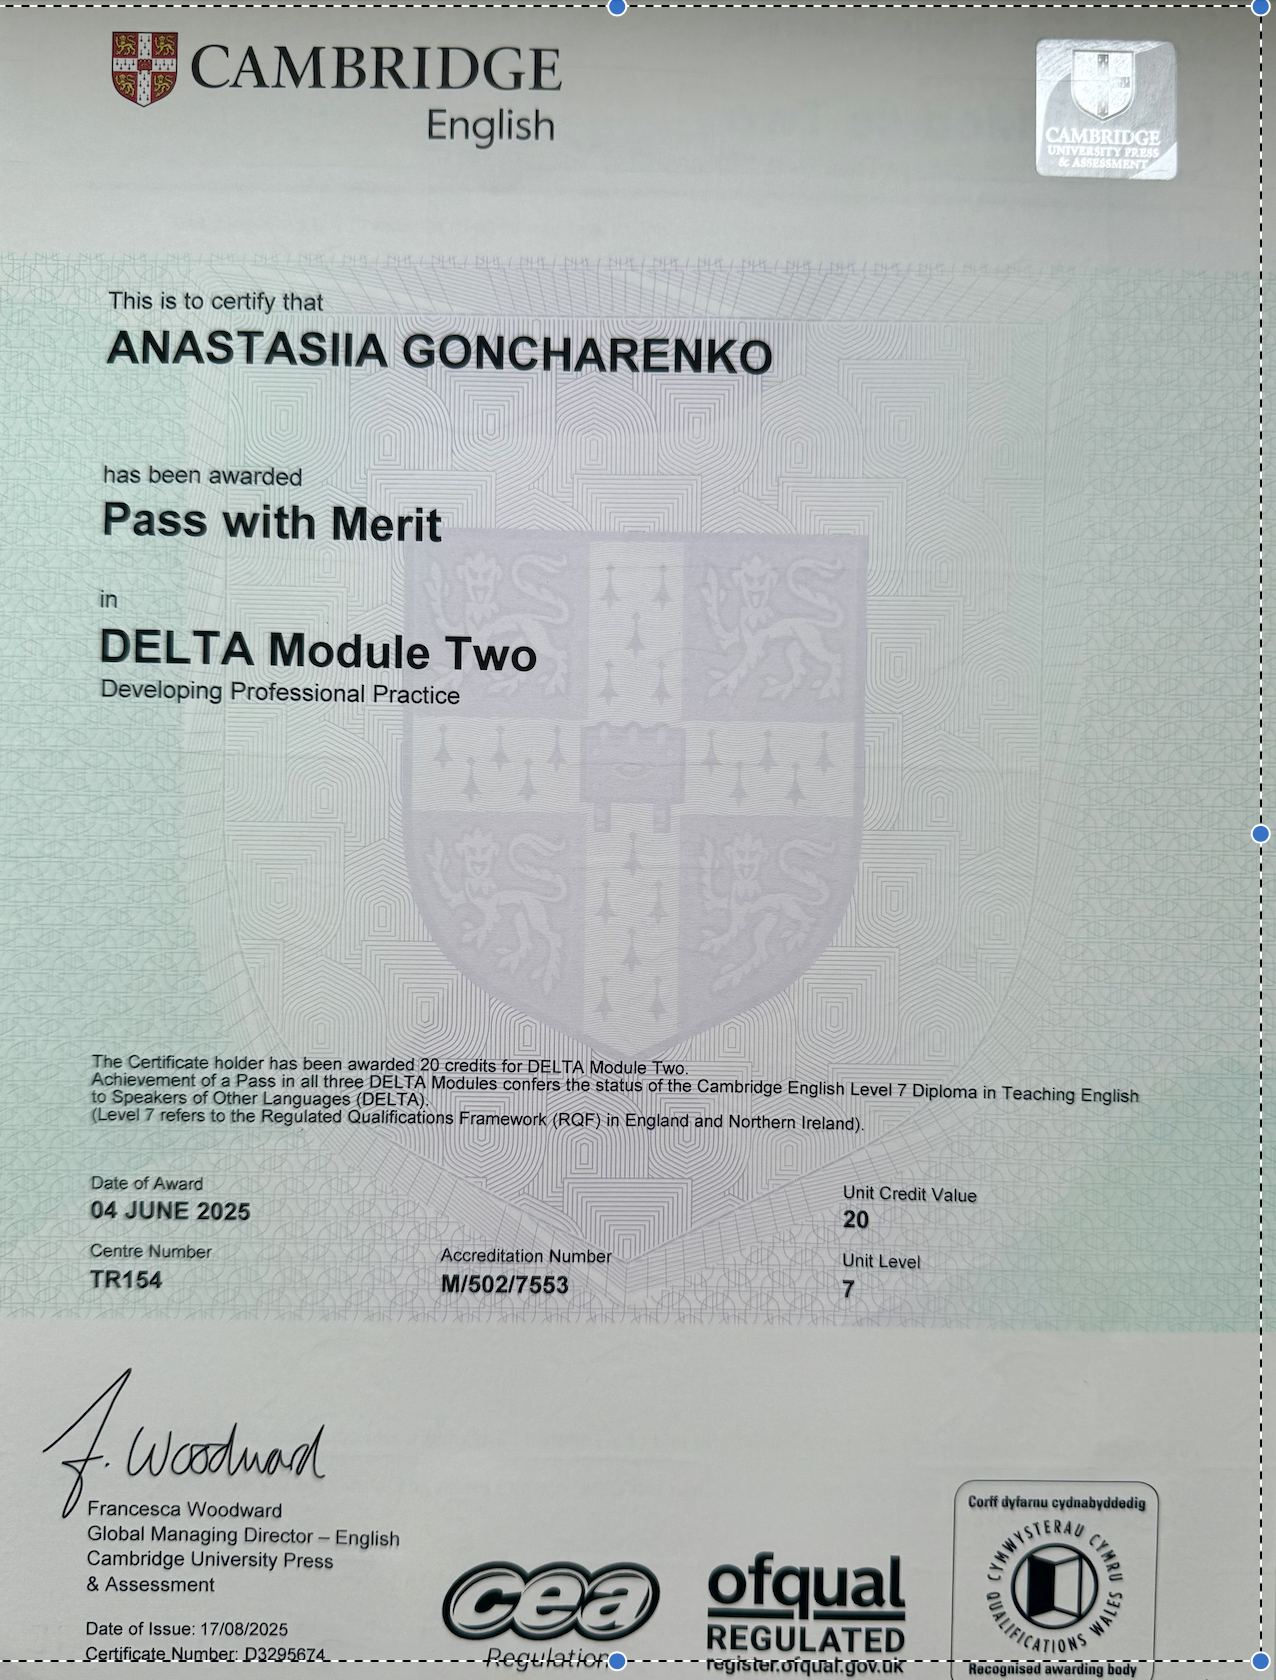 CAMBRIDGE
English
CAMBRIDGE
UNIVERSITY PRESS
& ASSESSMENT
This is to certify that
ANASTASIIA GONCHARENKO
has been awarded
Pass with Merit
in
DELTA Module Two
Developing Professional Practice
The Certificate holder has been awarded 20 credits for DELTA Module Two.
Achievement of a Pass in all three DELTA Modules confers the status of the Cambridge English Level 7 Diploma in Teaching English
to Speakers of Other Languages (DELTA).
(Level 7 refers to the Regulated Qualifications Framework (RQF) in England and Northern Ireland).
Date of Award
04 JUNE 2025
Unit Credit Value
20
Centre Number
TR154
Accreditation Number
M/502/7553
Unit Level
7
F. Woodward
Francesca Woodward
Global Managing Director – English
Cambridge University Press
& Assessment
Date of Issue: 17/08/2025
Certificate Number: D3295674
cea
Regulation
ofqual
REGULATED
register.ofqual.gov.uk
Corff dyfarnu cydnabyddedig
CYMWYSTERAU CYMRU
QUALIFICATIONS WALES
Recognised awarding body